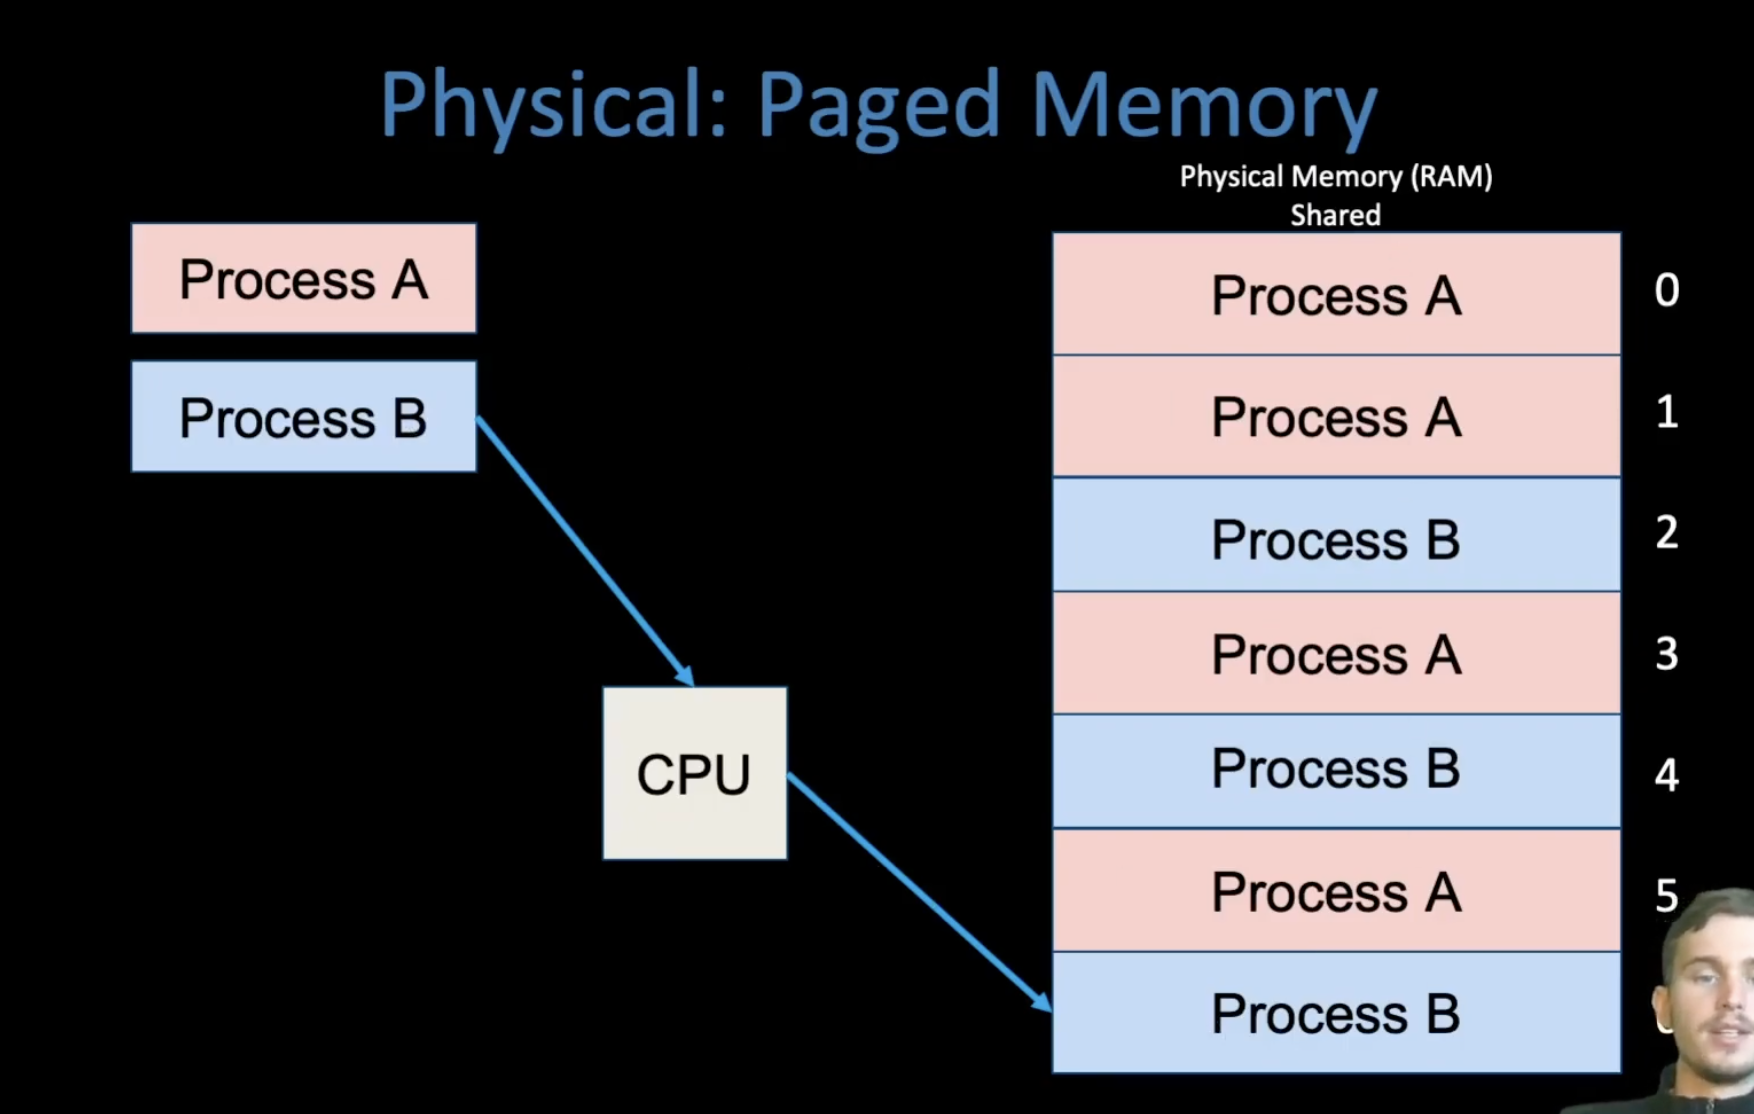 Physical: Paged Memory
Physical Memory (RAM)
Shared
Process A
Process B
CPU
Process A 0
Process A 1
Process B 2
Process A 3
Process B 4
Process A 5
Process B